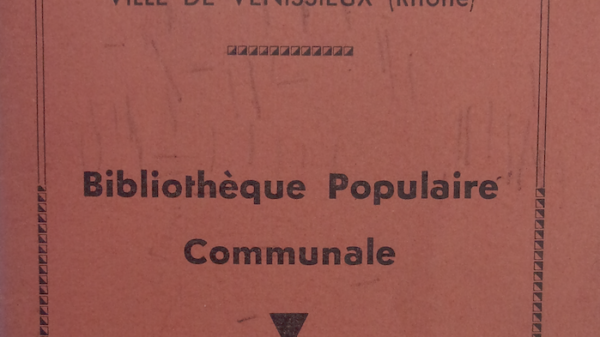 VILLE DE VENISSIEUX (Rhône)
Bibliothèque Populaire
Communale